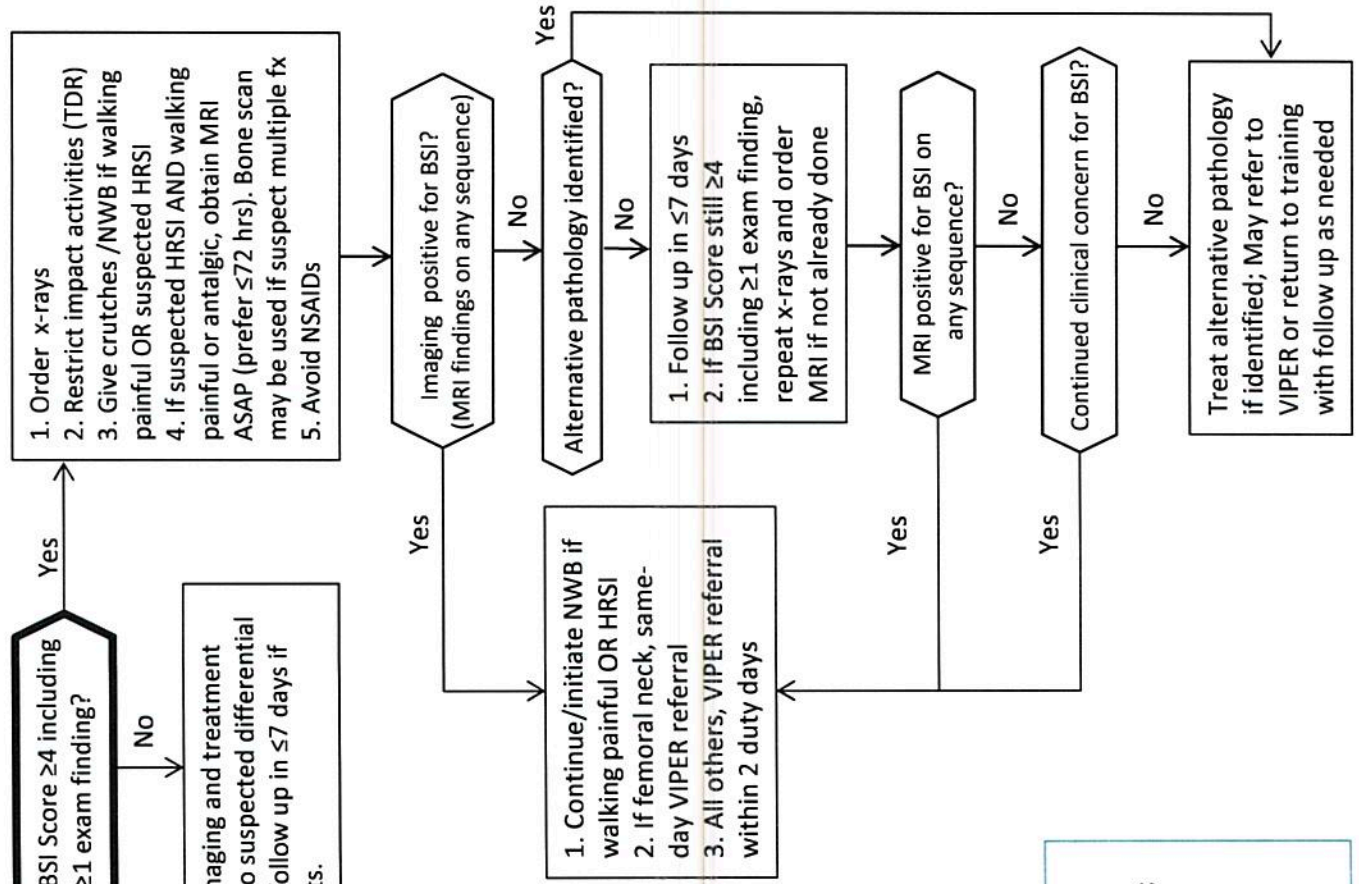 BSI Score ≥4 including
≥1 exam finding?
Yes
No
maging and treatment
o suspected differential
ollow up in ≤7 days if
1. Order x-rays
2. Restrict impact activities (TDR)
3. Give crutches /NWB if walking
painful OR suspected HRSI
4. If suspected HRSI AND walking
painful or antalgic, obtain MRI
ASAP (prefer ≤72 hrs). Bone scan
may be used if suspect multiple fx
5. Avoid NSAIDs
Imaging positive for BSI?
(MRI findings on any sequence)
Yes
No
Alternative pathology identified?
Yes
No
1. Continue/initiate NWB if
walking painful OR HRSI
2. If femoral neck, same-
day VIPER referral
3. All others, VIPER referral
within 2 duty days
1. Follow up in ≤7 days
2. If BSI Score still ≥4
including ≥1 exam finding,
repeat x-rays and order
MRI if not already done
MRI positive for BSI on
any sequence?
Yes
No
Continued clinical concern for BSI?
Yes
No
Treat alternative pathology
if identified; May refer to
VIPER or return to training
with follow up as needed